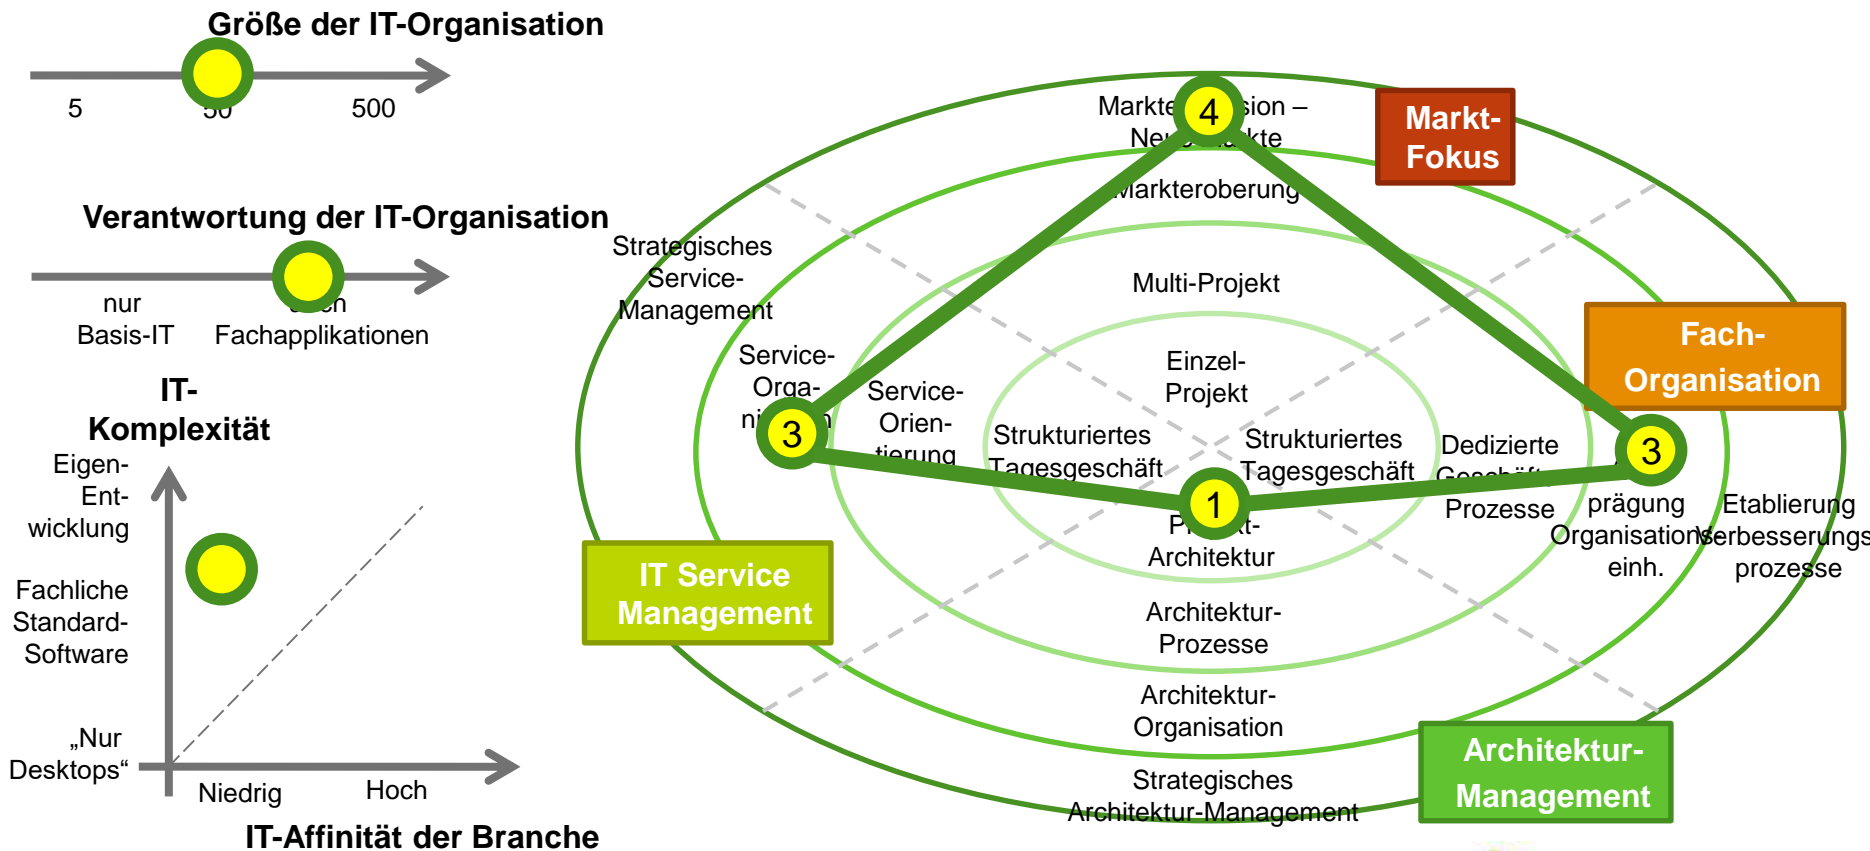 Größe der IT-Organisation
5
500
Verantwortung der IT-Organisation
nur
Basis-IT
Fachapplikationen
IT-
Komplexität
Eigen-
Ent-
wicklung
Fachliche
Standard-
Software
„Nur
Desktops“
Niedrig
Hoch
IT-Affinität der Branche
4
Markt-
Fokus
Markteroberung
Strategisches
Service-
Management
Multi-Projekt
Einzel-
Projekt
Service-
Orga-
3
Service-
Orien-
tierung
Strukturiertes
Tagesgeschäft
Strukturiertes
Tagesgeschäft
Dedizierte
Prozesse
Fach-
Organisation
3
prägung
Organisations
einh.
Etablierung
Verbesserungs
prozesse
1
Architektur
IT Service
Management
Architektur-
Prozesse
Architektur-
Organisation
Strategisches
Architektur-Management
Architektur-
Management